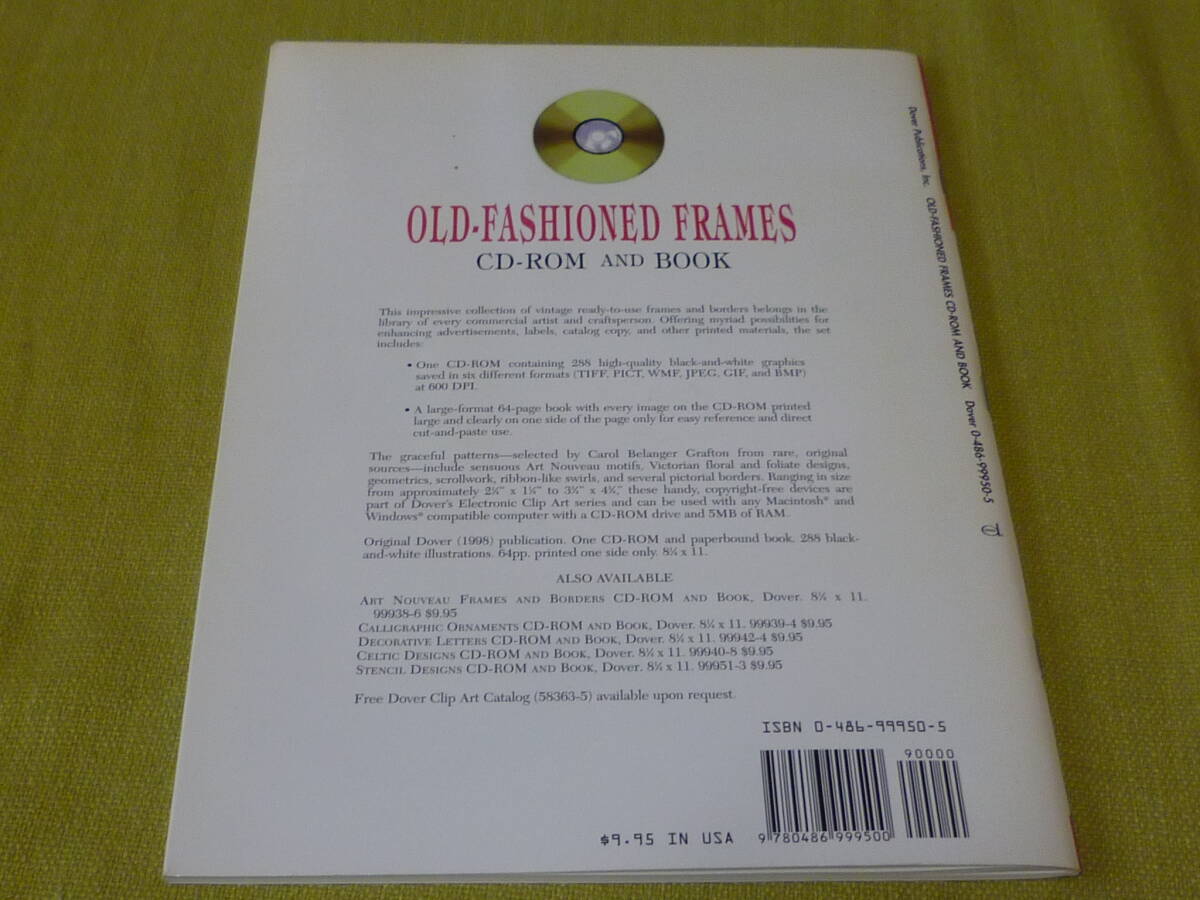 OLD-FASHIONED FRAMES
CD-ROM AND BOOK
This impressive collection of vintage ready-to-use frames and borders belongs in the
library of every commercial artist and craftsperson. Offering myriad possibilities for
enhancing advertisements, labels, catalog copy, and other printed materials, the set
includes:
• One CD-ROM containing 288 high-quality black-and-white graphics
saved in six different formats (TIFF, PICT, WMF, JPEG, GIF, and BMP)
at 600 DPI.
• A large-format 64-page book with every image on the CD-ROM printed
large and clearly on one side of the page only for easy reference and direct
cut-and-paste use.
The graceful patterns—selected by Carol Belanger Grafton from rare, original
sources—include sensuous Art Nouveau motifs, Victorian floral and foliate designs,
geometrics, scrollwork, ribbon-like swirls, and several pictorial borders. Ranging in size
from approximately x to x these handy, copyright-free devices are
part of Dover's Electronic Clip Art series and can be used with any Macintosh® and
Windows® compatible computer with a CD-ROM drive and 5MB of RAM.
Original Dover (1998) publication. One CD-ROM and paperbound book. 288 black-
and-white illustrations. 64pp. printed one side only. 8¼ x 11.
ALSO AVAILABLE
ART NOUVEAU FRAMES AND BORDERS CD-ROM AND BOOK, Dover. 8¼ x 11.
99938-6 $9.95
CALLIGRAPHIC ORNAMENTS CD-ROM AND BOOK, Dover. 8¼ x 11. 99939-4 $9.95
DECORATIVE LETTERS CD-ROM AND BOOK, Dover. 8¼ x 11. 99942-4 $9.95
CELTIC DESIGNS CD-ROM AND BOOK, Dover. 8¼ x 11. 99940-8 $9.95
STENCIL DESIGNS CD-ROM AND BOOK, Dover. 8¼ x 11. 99951-3 $9.95
Free Dover Clip Art Catalog (58363-5) available upon request.
ISBN 0-486-99950-5
90000
$9.95 IN USA
9 780486 999500
Dover Publications, Inc. OLD-FASHIONED FRAMES CD-ROM AND BOOK Dover 0-486-99950-5